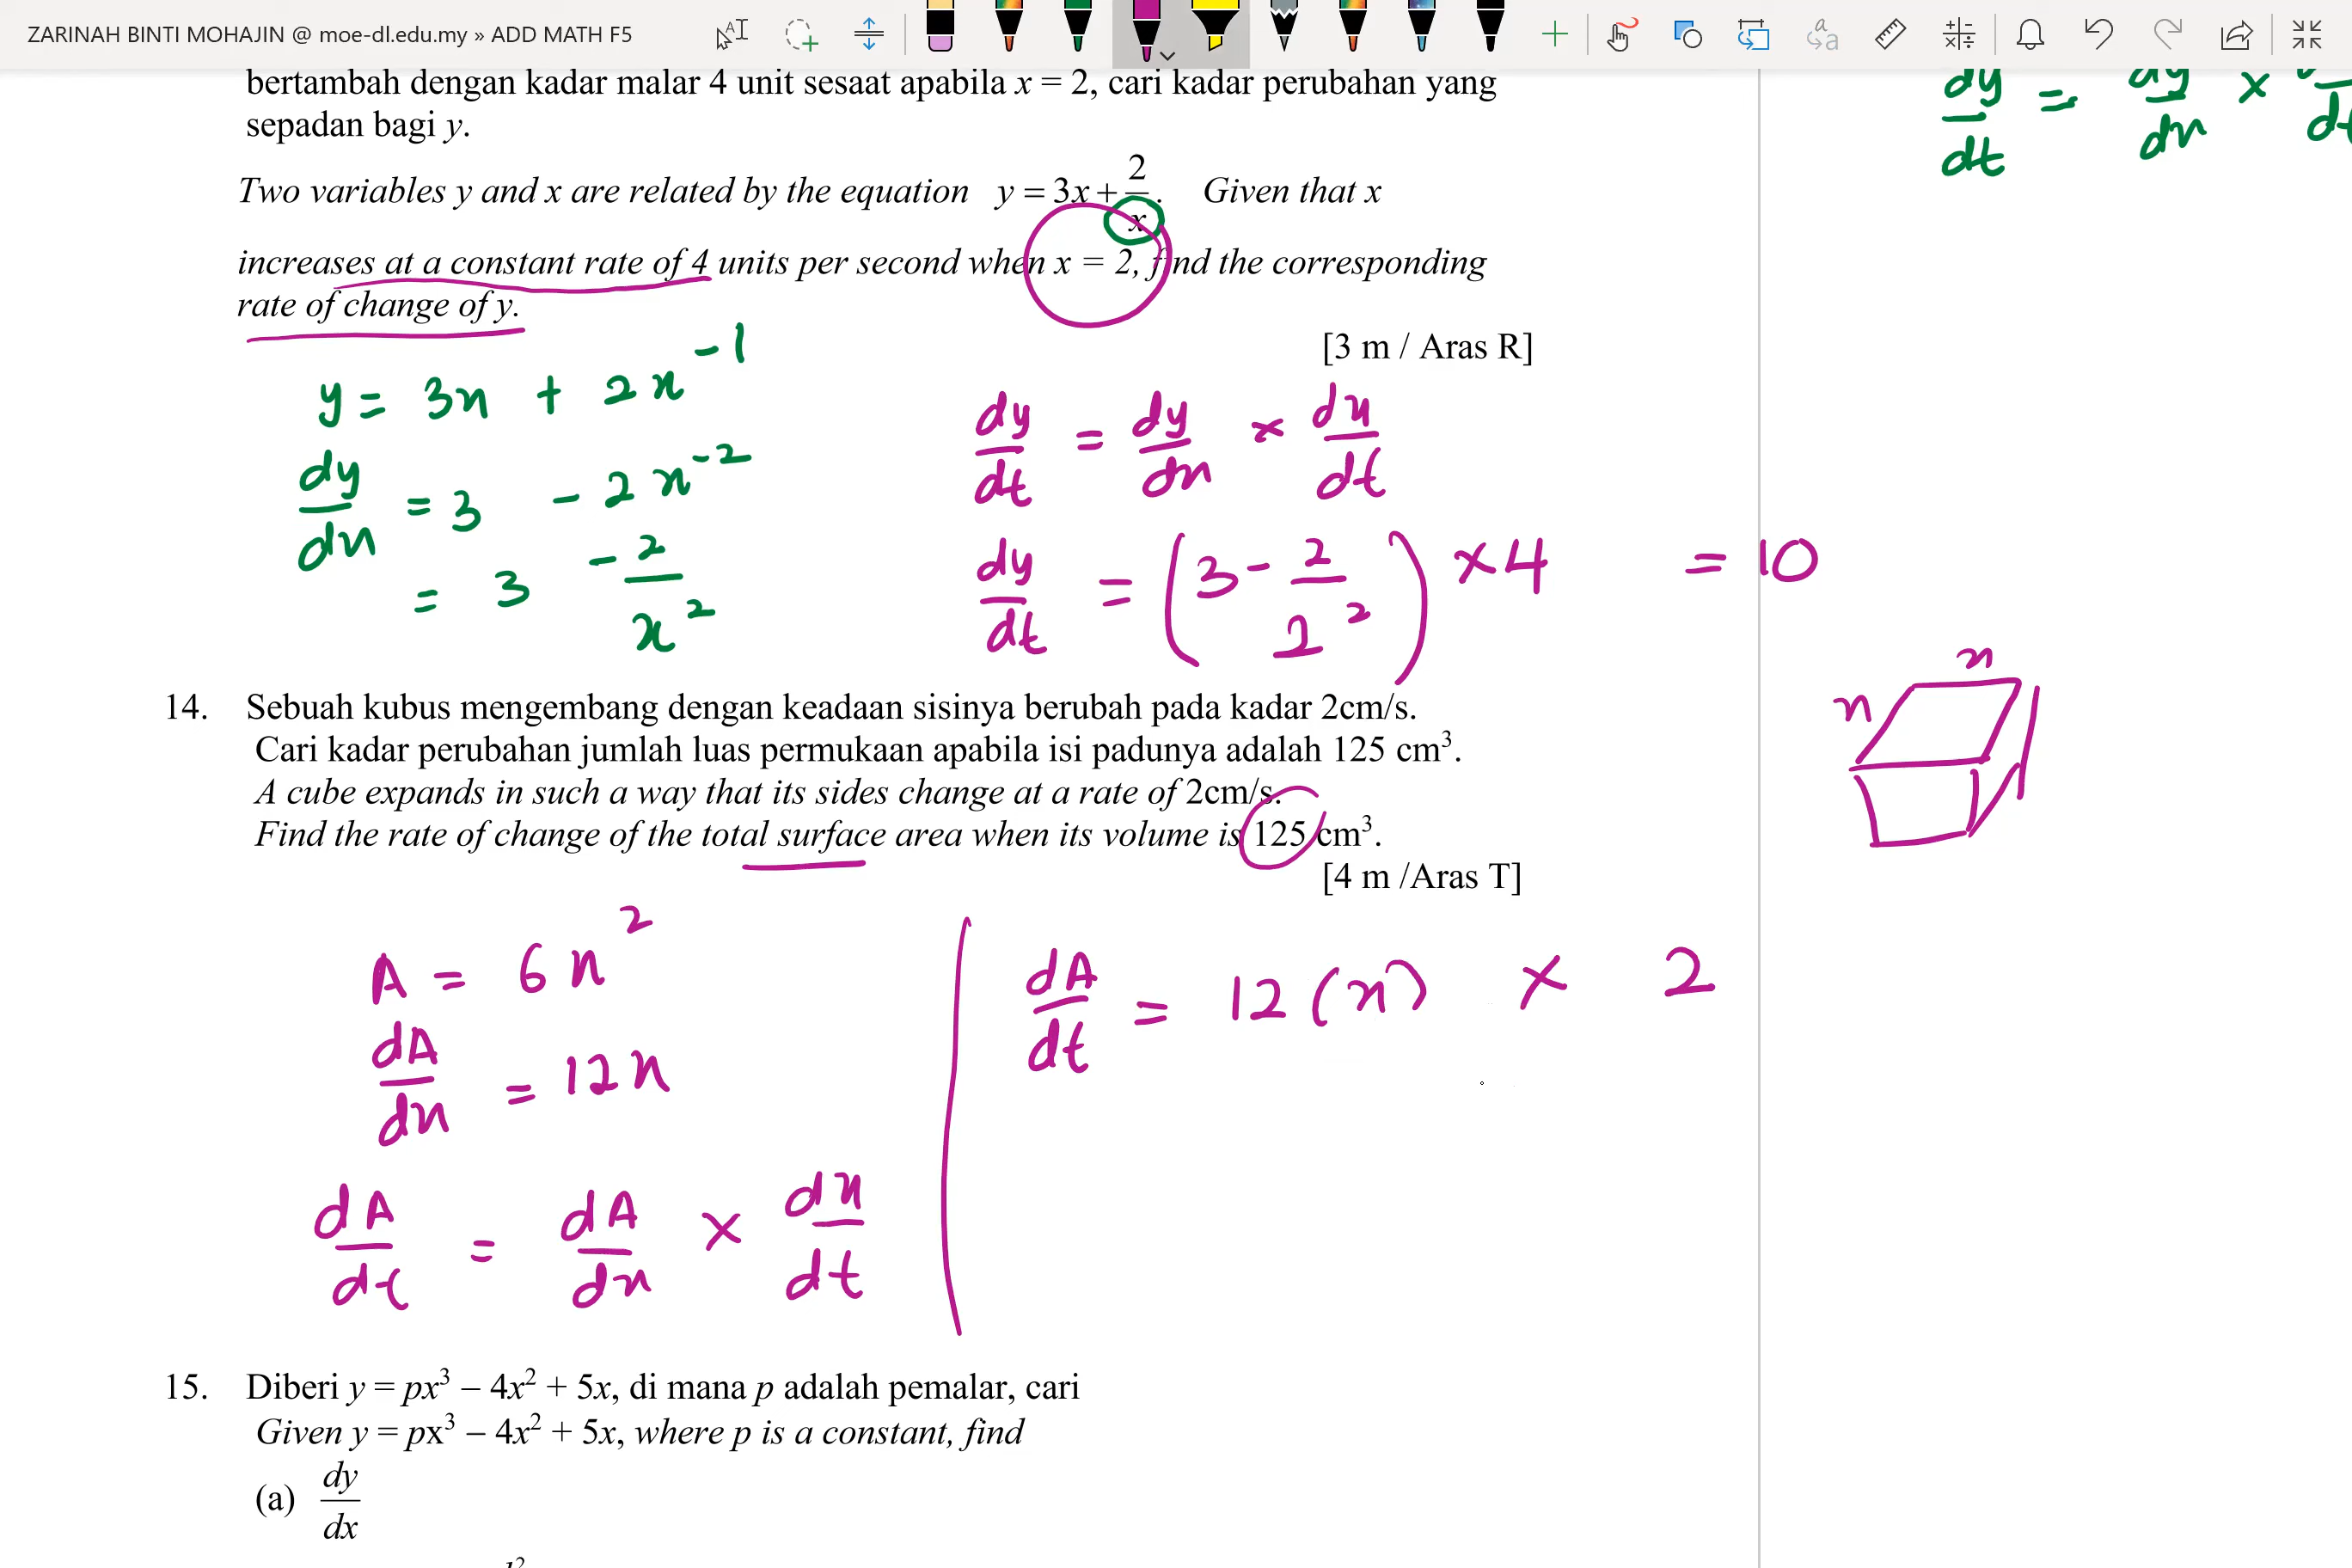 ZARINAH BINTI MOHAJIN @ moe-dl.edu.my » ADD MATH F5
bertambah dengan kadar malar 4 unit sesaat apabila x = 2, cari kadar perubahan yang
sepadan bagi y.
Two variables y and x are related by the equation y = 3x + 2/x. Given that x
increases at a constant rate of 4 units per second when x = 2, find the corresponding
rate of change of y.
[3 m / Aras R]
dy/dt = dy/dx ×
y = 3x + 2x^-1
dy/dx = 3 - 2x^-2
= 3 - 2/x^2
dy/dt = dy/dx × dx/dt
dy/dt = (3 - 2/2^2) × 4 = 10
14. Sebuah kubus mengembang dengan keadaan sisinya berubah pada kadar 2cm/s.
Cari kadar perubahan jumlah luas permukaan apabila isi padunya adalah 125 cm³.
A cube expands in such a way that its sides change at a rate of 2cm/s.
Find the rate of change of the total surface area when its volume is 125 cm³.
[4 m /Aras T]
x
x
A = 6x^2
dA/dx = 12x
dA/dt = dA/dx × dx/dt
dA/dt = 12(x) × 2
15. Diberi y = px³ – 4x² + 5x, di mana p adalah pemalar, cari
Given y = px³ – 4x² + 5x, where p is a constant, find
(a) dy/dx